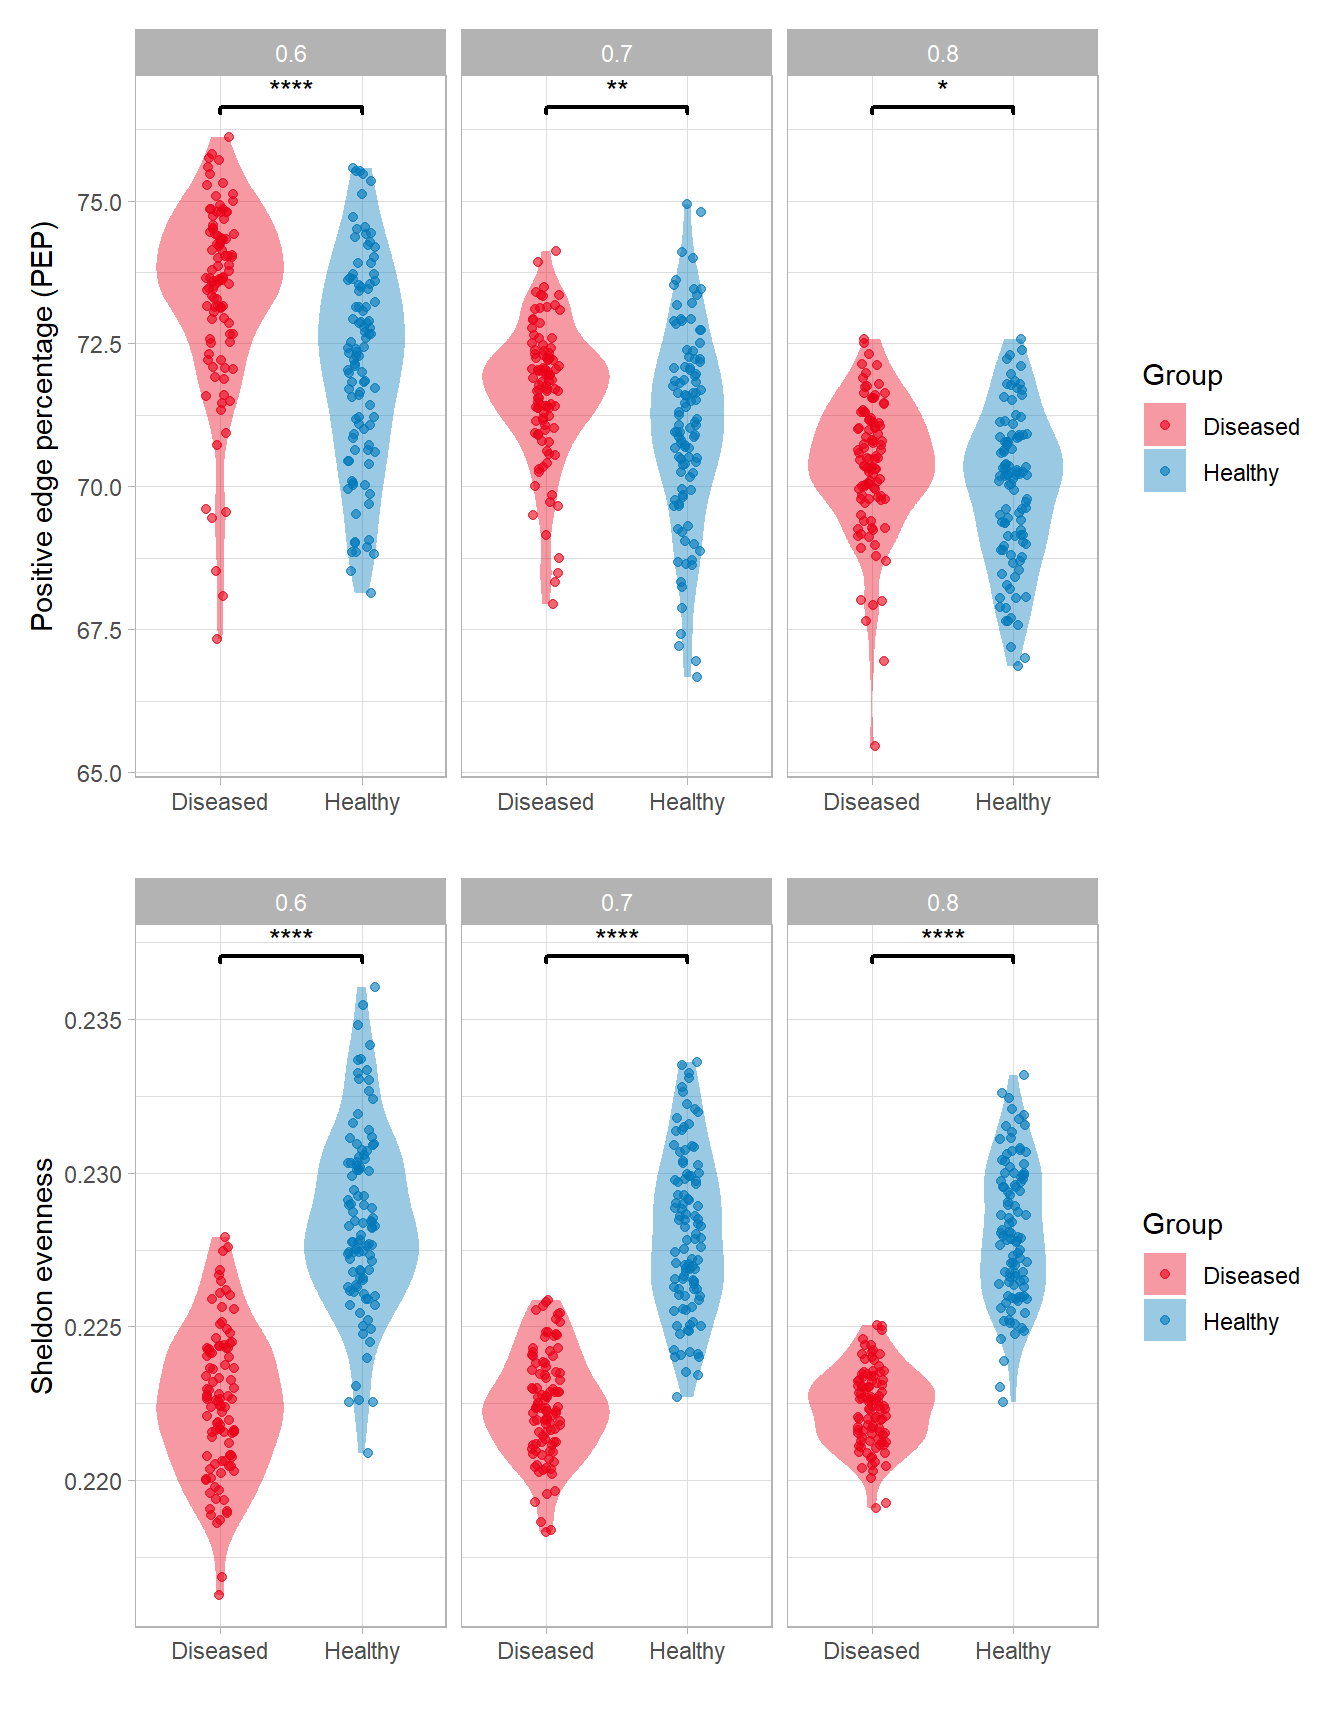 0.6 0.7 0.8
**** ** *
Positive edge percentage (PEP)
75.0
72.5
70.0
67.5
65.0
Diseased Healthy Diseased Healthy Diseased Healthy
Group
Diseased
Healthy
0.6 0.7 0.8
**** **** ****
Sheldon evenness
0.235
0.230
0.225
0.220
Diseased Healthy Diseased Healthy Diseased Healthy
Group
Diseased
Healthy